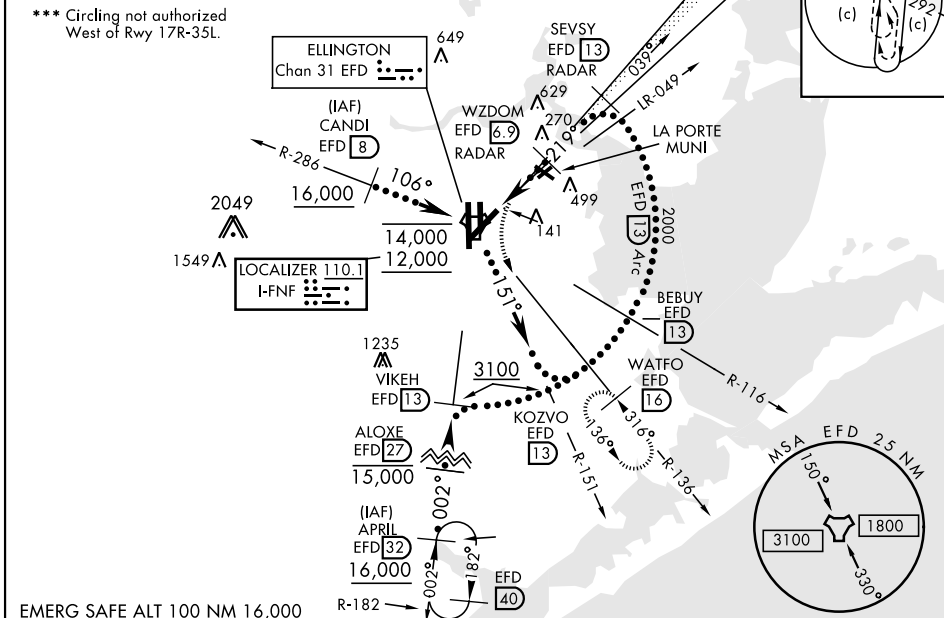 *** Circling not authorized
West of Rwy 17R-35L.
292°
(c)
(c)
ELLINGTON
Chan 31 EFD
649
SEVSY
EFD 13
RADAR
039°
LR-049
629
WZDOM
EFD 6.9
RADAR
270
219°
LA PORTE
MUNI
499
(IAF)
CANDI
EFD 8
R-286
106°
16,000
141
EFD 13 Arc
2000
2049
1549
14,000
12,000
LOCALIZER 110.1
I-FNF
151°
BEBUY
EFD
13
R-116
1235
3100
VIKEH
EFD 13
WATFO
EFD
16
KOZVO
EFD
13
R-151
136°
316°
R-136
ALOXE
EFD 27
15,000
002°
(IAF)
APRIL
EFD 32
16,000
002°
182°
EFD
40
R-182
MSA EFD 25 NM
150°
3100
1800
330°
EMERG SAFE ALT 100 NM 16,000